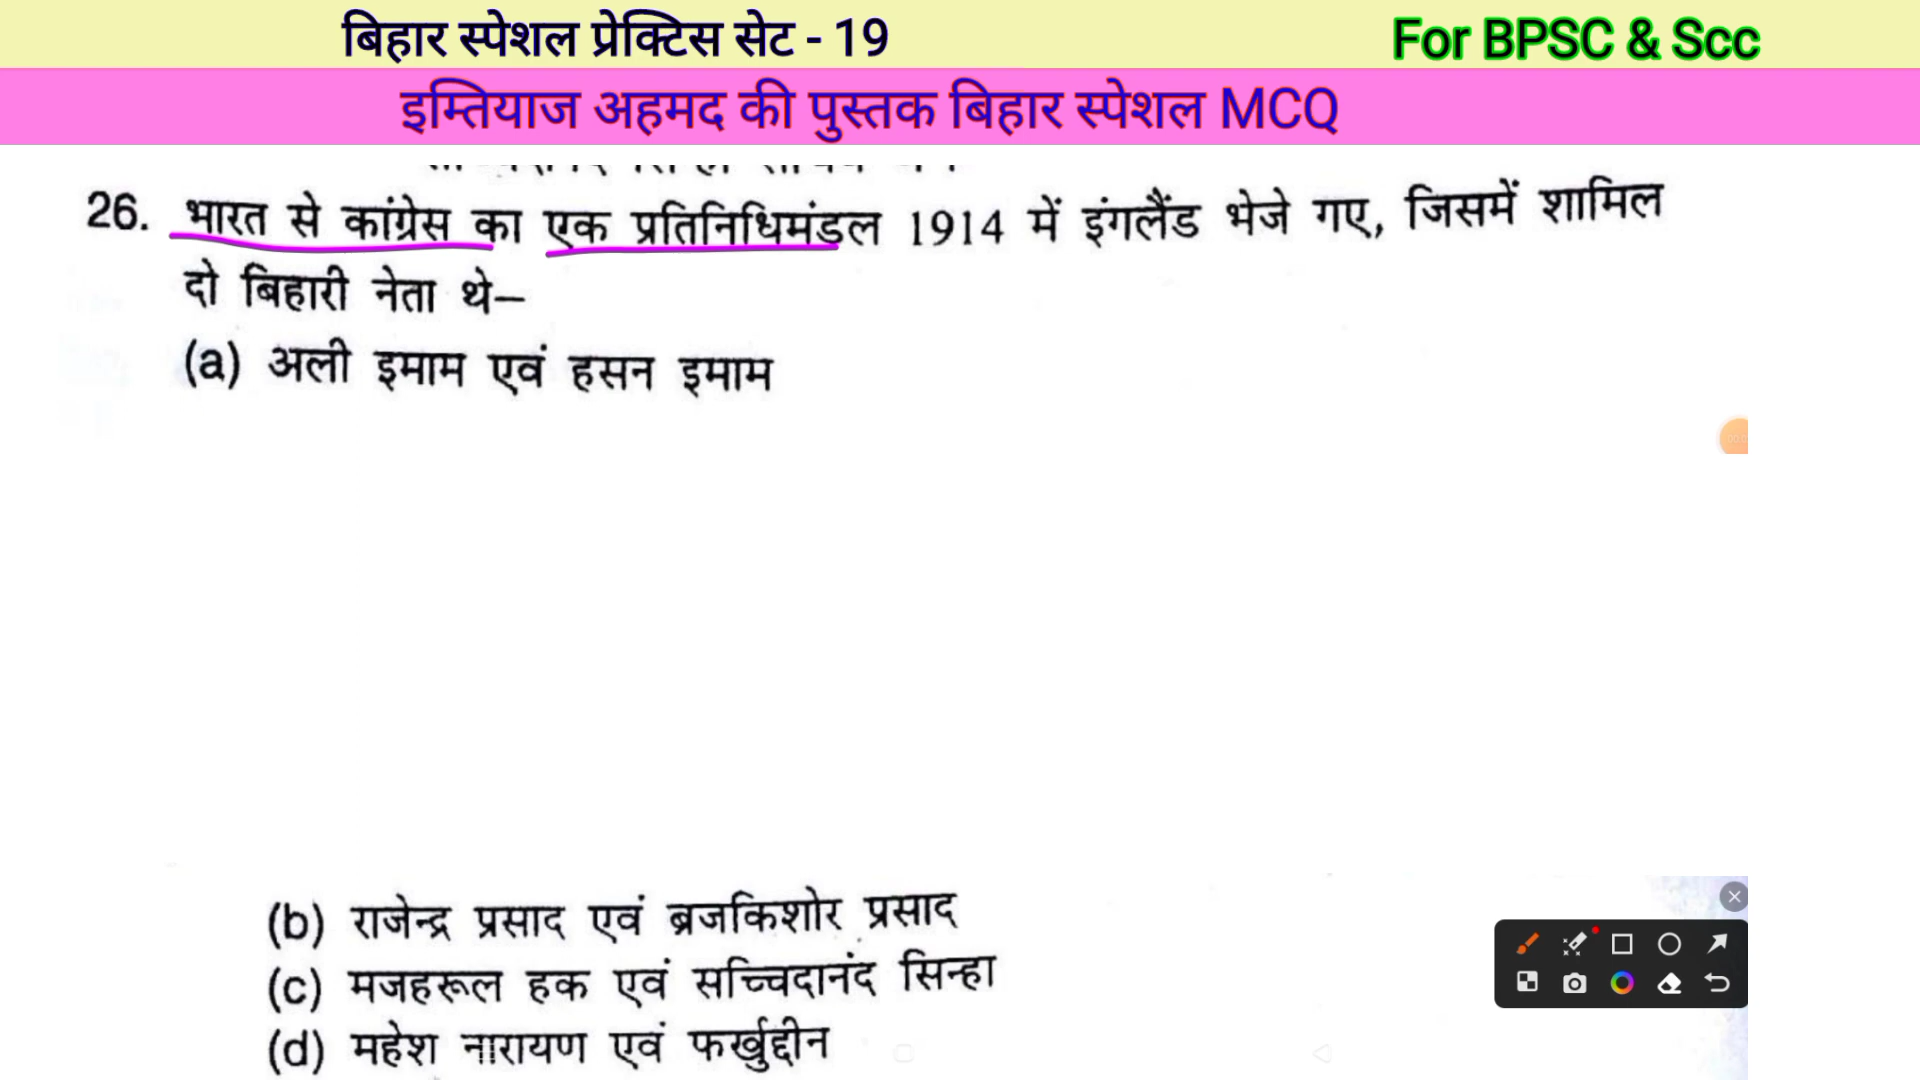 बिहार स्पेशल प्रेक्टिस सेट - 19
For BPSC & Scc
इम्तियाज अहमद की पुस्तक बिहार स्पेशल MCQ
26. भारत से कांग्रेस का एक प्रतिनिधिमंडल 1914 में इंगलैंड भेजे गए, जिसमें शामिल
दो बिहारी नेता थे–
(a) अली इमाम एवं हसन इमाम
(b) राजेन्द्र प्रसाद एवं ब्रजकिशोर प्रसाद
(c) मजहरूल हक एवं सच्चिदानंद सिन्हा
(d) महेश नारायण एवं फर्खुद्दीन